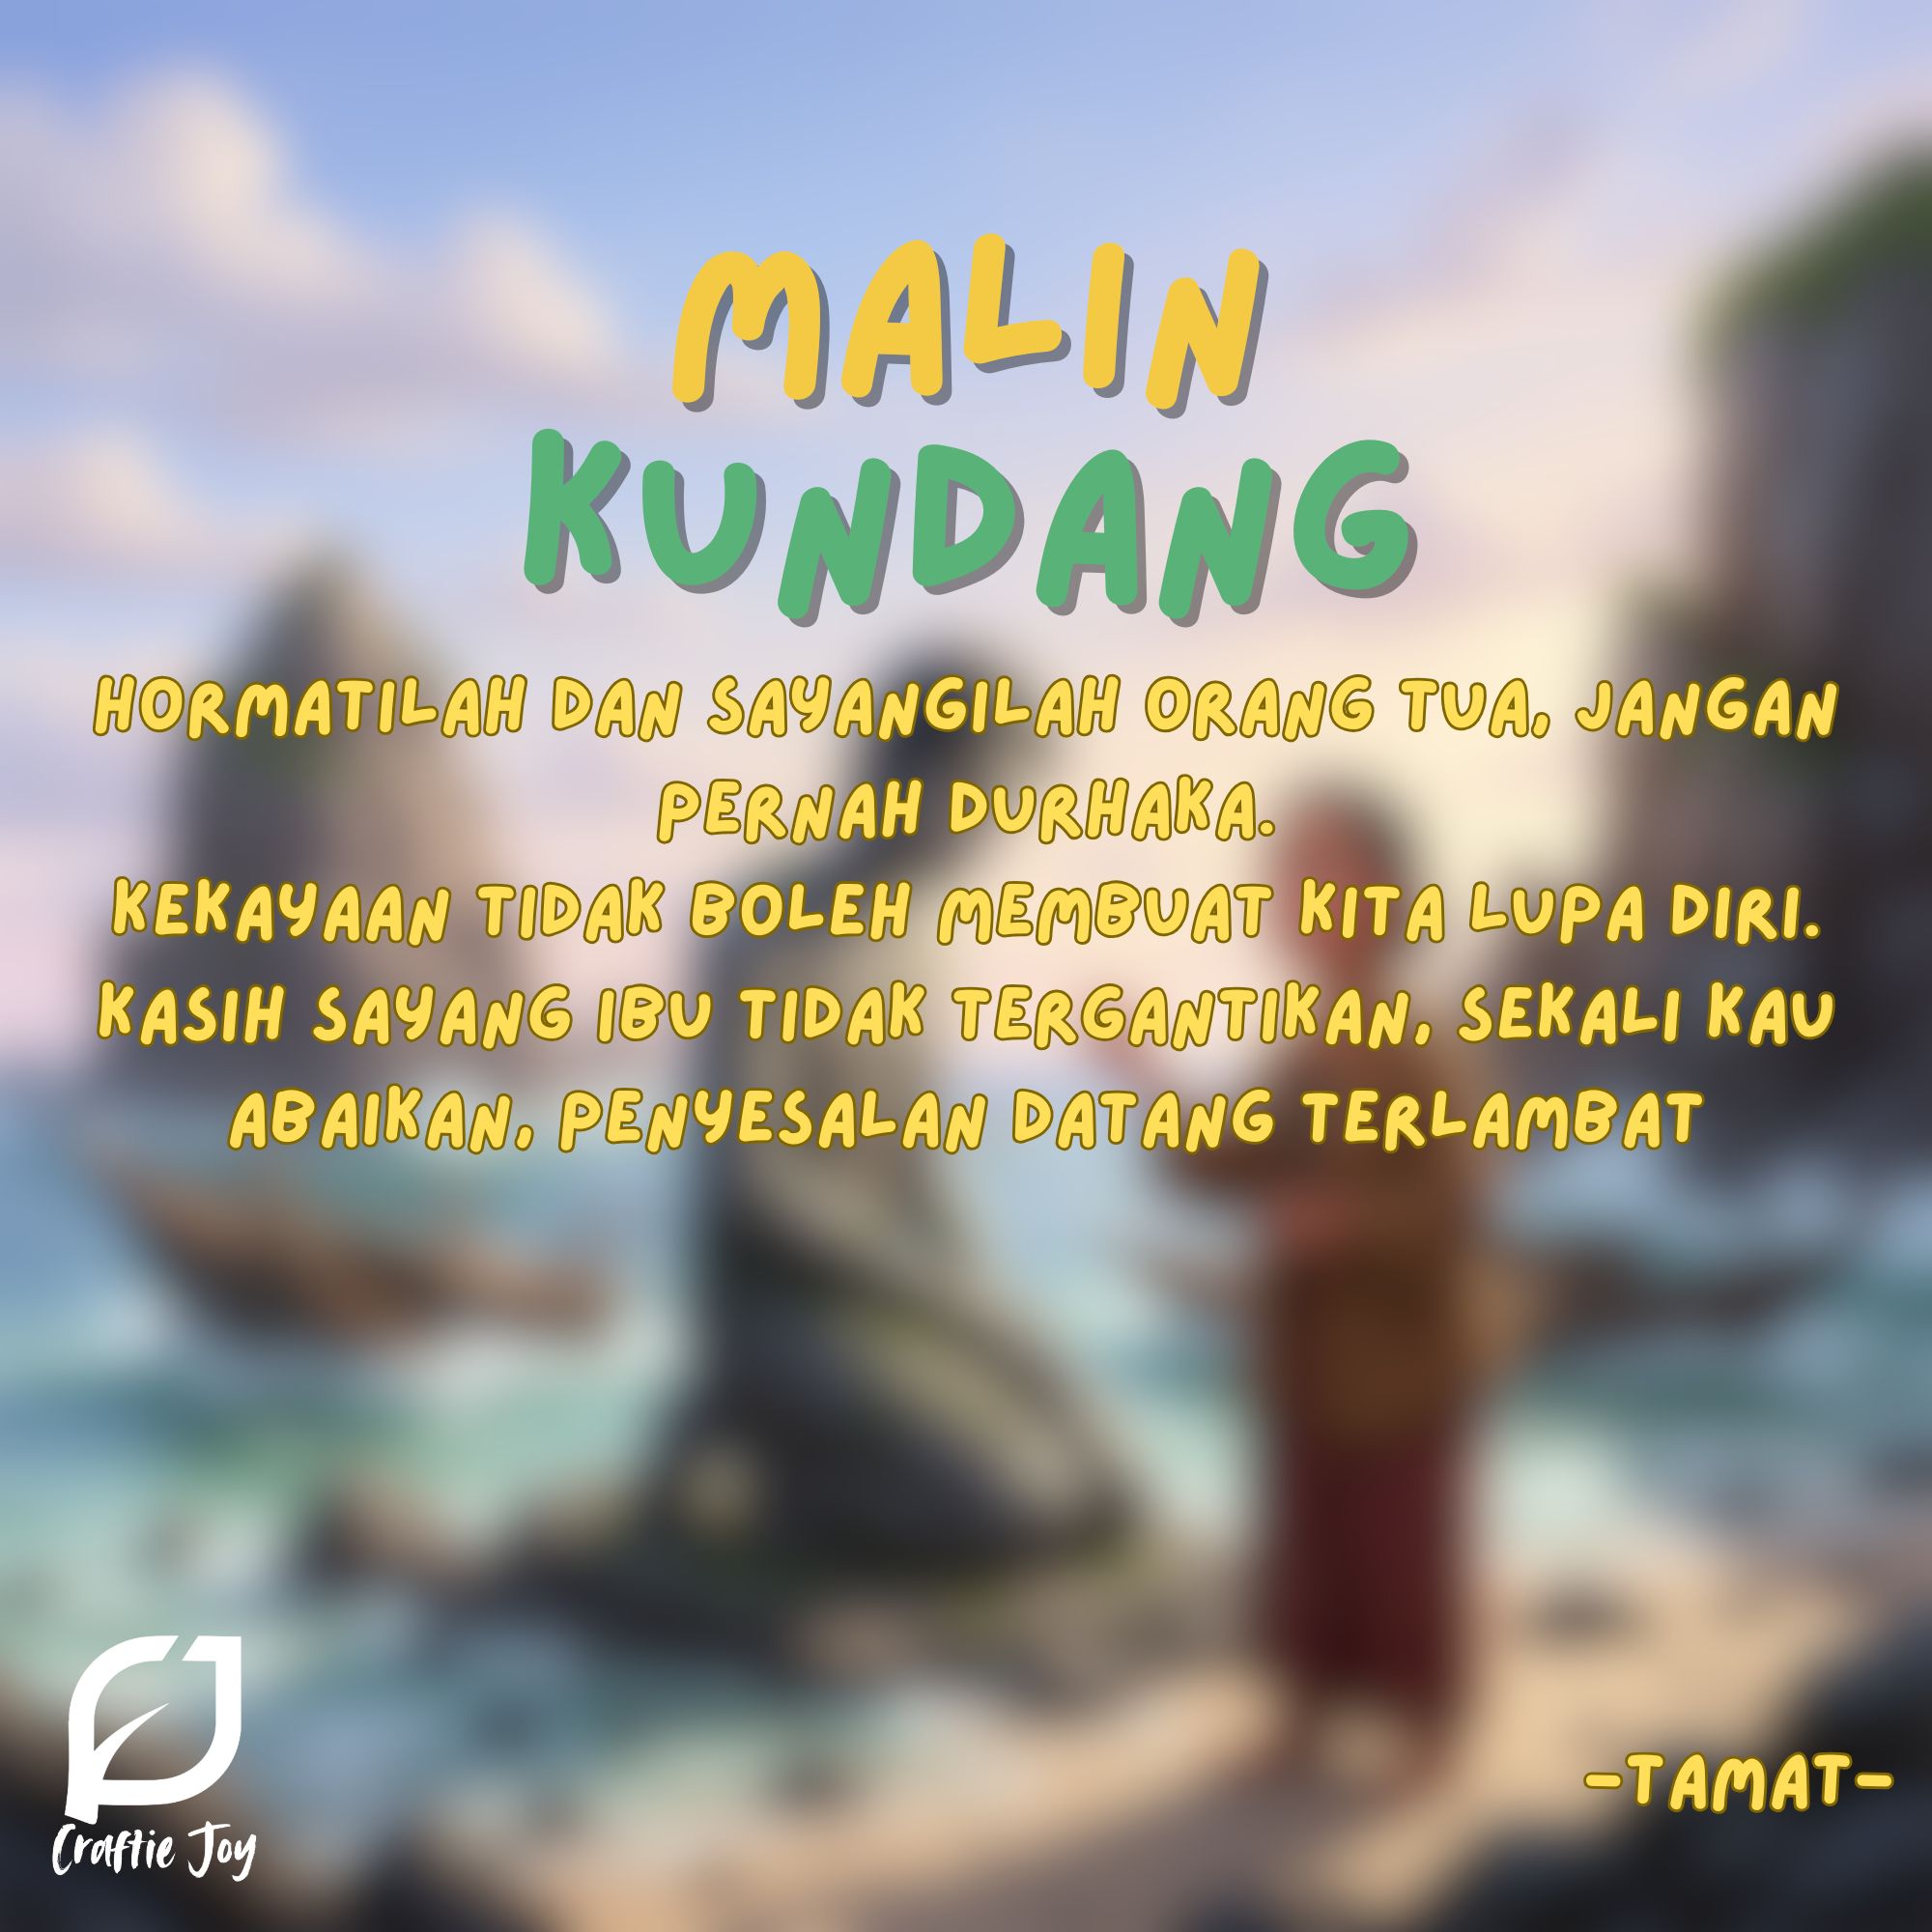 MALIN
KUNDANG
HORMATILAH DAN SAYANGILAH ORANG TUA, JANGAN
PERNAH DURHAKA.
KEKAYAAN TIDAK BOLEH MEMBUAT KITA LUPA DIRI.
KASIH SAYANG IBU TIDAK TERGANTIKAN, SEKALI KAU
ABAIKAN, PENYESALAN DATANG TERLAMBAT
-TAMAT-
Craftie Joy